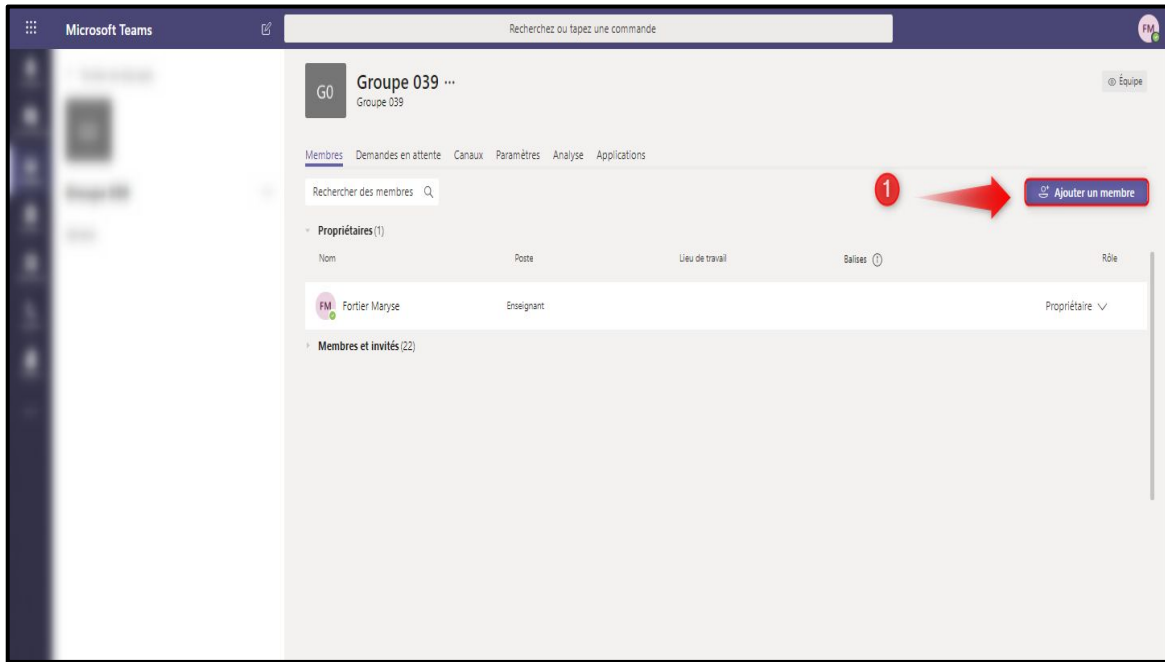 Microsoft Teams
Recherchez ou tapez une commande
FM
G0
Groupe 039 ...
Groupe 039
Équipe
Membres Demandes en attente Canaux Paramètres Analyse Applications
Rechercher des membres
1
Ajouter un membre
Propriétaires (1)
Nom Poste Lieu de travail Balises Rôle
FM Fortier Maryse Enseignant Propriétaire
Membres et invités (22)